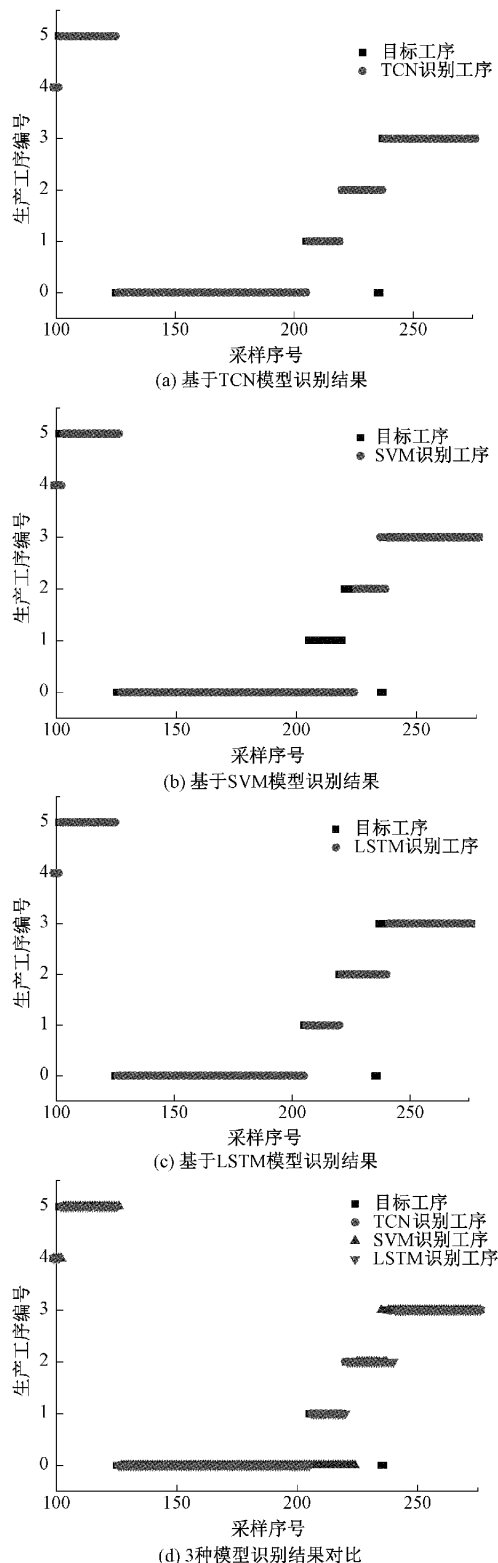 5
4
3
2
1
0
生产工序编号
目标工序
TCN识别工序
100
150
200
250
采样序号
(a) 基于TCN模型识别结果
5
4
3
2
1
0
生产工序编号
目标工序
SVM识别工序
100
150
200
250
采样序号
(b) 基于SVM模型识别结果
5
4
3
2
1
0
生产工序编号
目标工序
LSTM识别工序
100
150
200
250
采样序号
(c) 基于LSTM模型识别结果
5
4
3
2
1
0
生产工序编号
目标工序
TCN识别工序
SVM识别工序
LSTM识别工序
100
150
200
250
采样序号
(d) 3种模型识别结果对比